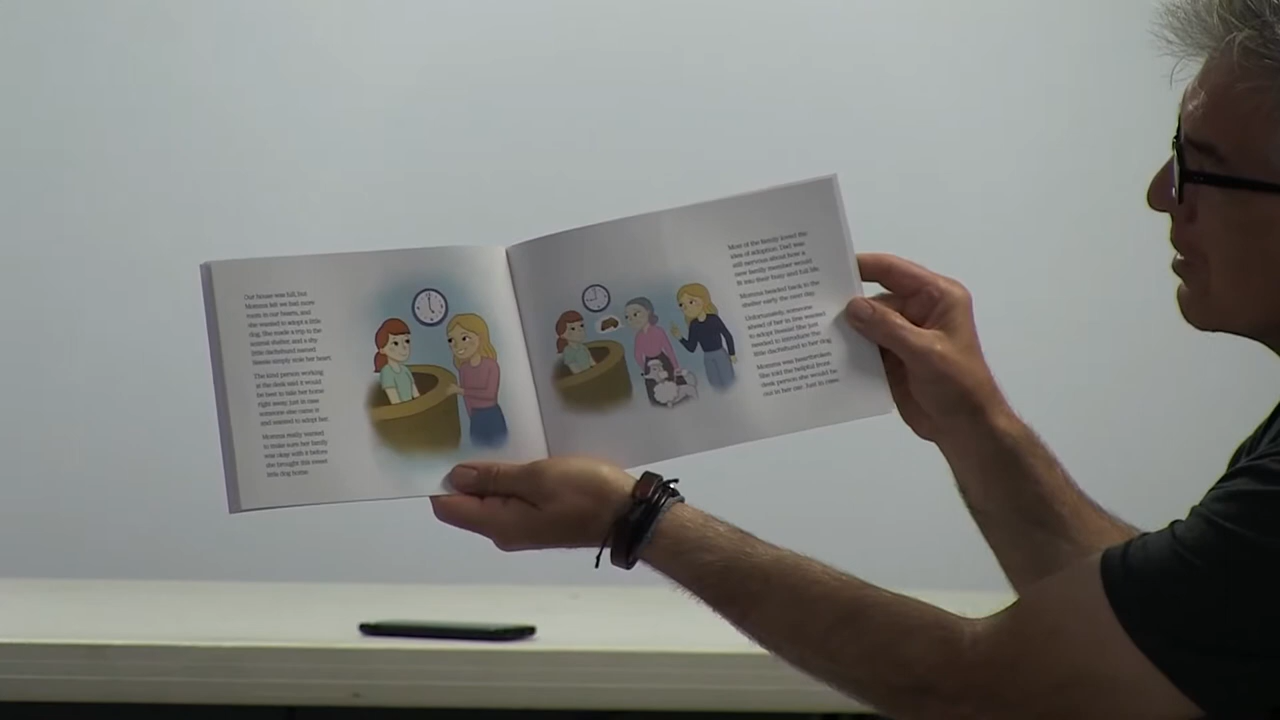 Our house was full, but
Momma felt we had more
room in our hearts, and
she wanted to adopt a little
dog. She made a trip to the
animal shelter, and a shy
little dachshund named
simply stole her heart.
The kind person working
at the desk said it would
be best to take her home
right away, just in case
someone else came in
and wanted to adopt her.
Momma really wanted
to make sure her family
was okay with it before
she brought this sweet
little dog home.
Most of the family loved the
idea of adoption. Dad was
still nervous about how a
new family member would
fit into their busy and full life.
Momma headed back to the
shelter early the next day.
Unfortunately, someone
ahead of her in line wanted
to adopt She just
needed to introduce the
little dachshund to her dog.
Momma was heartbroken.
She told the helpful front
desk person she would be
out in her car. Just in case.